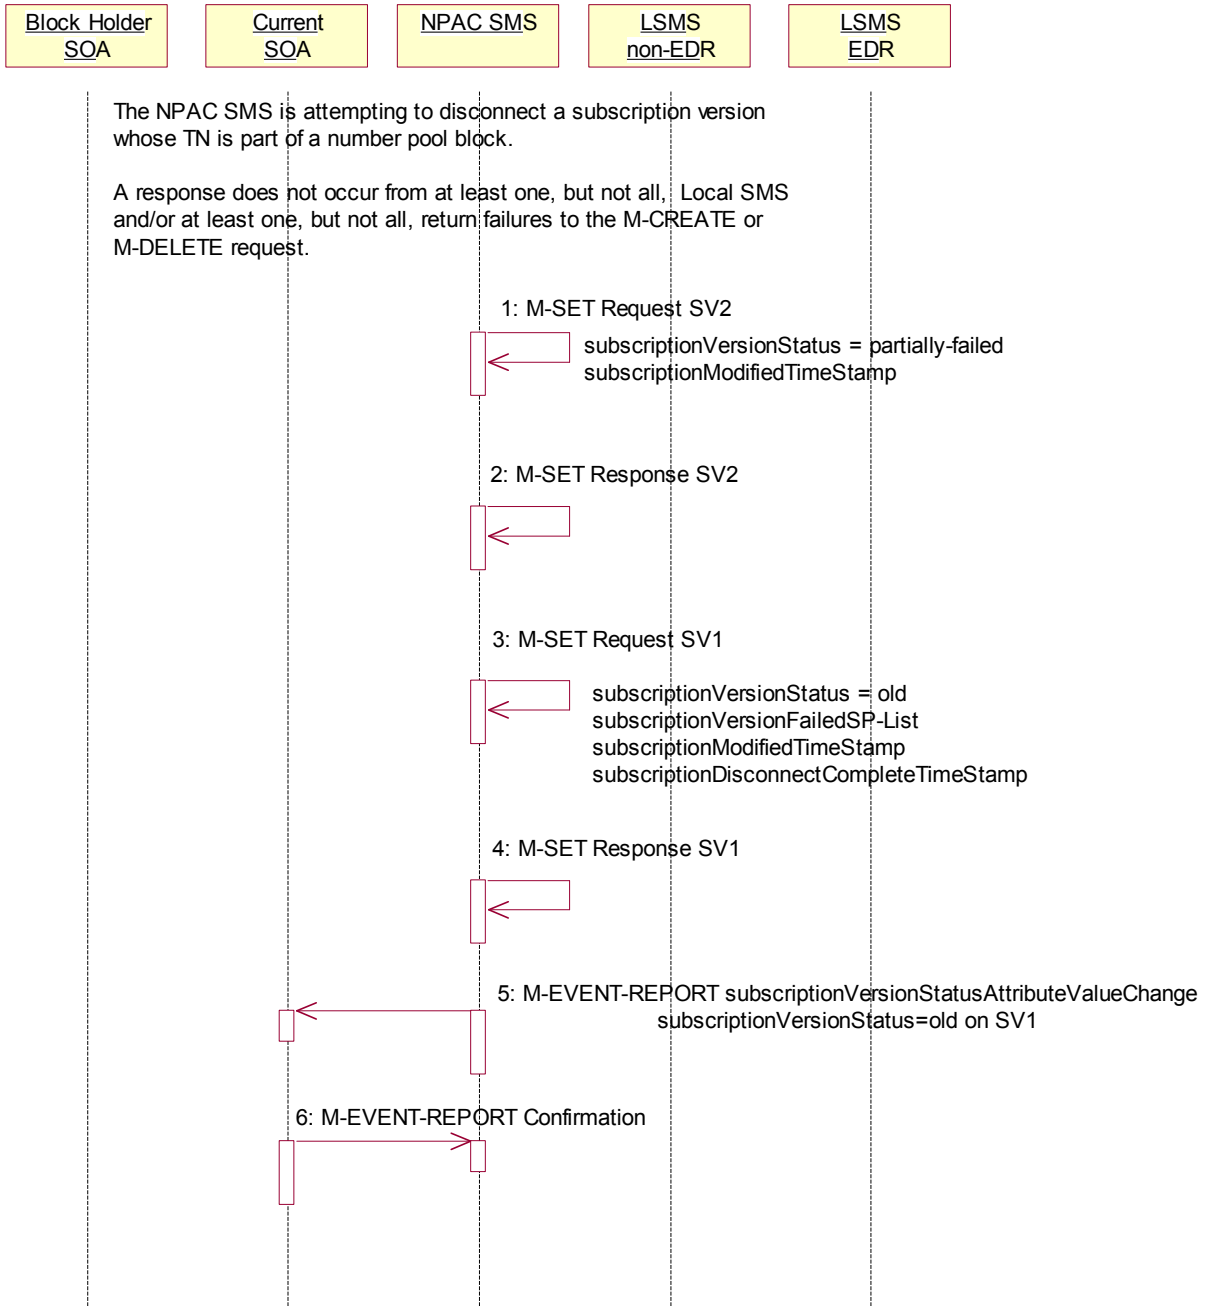 Block Holder
SOA
Current
SOA
NPAC SMS
LSMS
non-EDR
LSMS
EDR
The NPAC SMS is attempting to disconnect a subscription version
whose TN is part of a number pool block.
A response does not occur from at least one, but not all, Local SMS
and/or at least one, but not all, return failures to the M-CREATE or
M-DELETE request.
1: M-SET Request SV2
subscriptionVersionStatus = partially-failed
subscriptionModifiedTimeStamp
2: M-SET Response SV2
3: M-SET Request SV1
subscriptionVersionStatus = old
subscriptionVersionFailedSP-List
subscriptionModifiedTimeStamp
subscriptionDisconnectCompleteTimeStamp
4: M-SET Response SV1
5: M-EVENT-REPORT subscriptionVersionStatusAttributeValueChange
subscriptionVersionStatus=old on SV1
6: M-EVENT-REPORT Confirmation